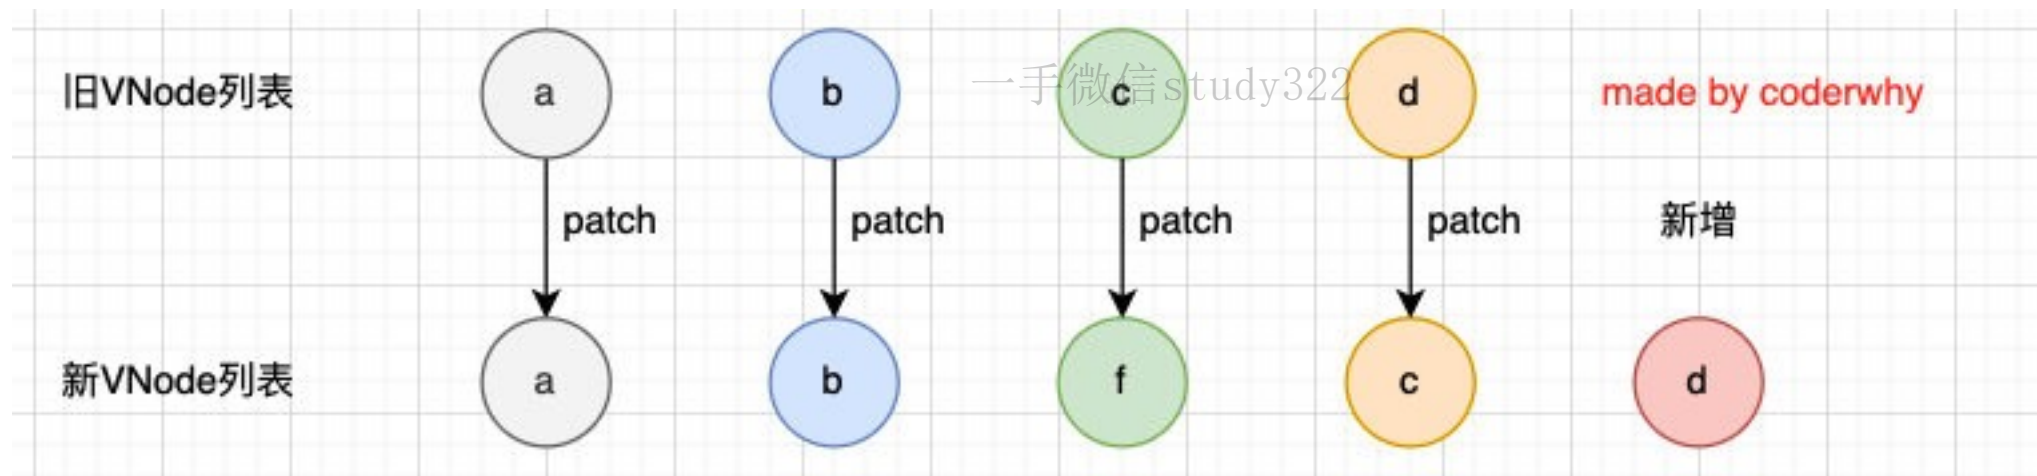 旧VNode列表
a
b
c
d
一手微信study322
made by coderwhy
patch
patch
patch
patch
新增
新VNode列表
a
b
f
c
d